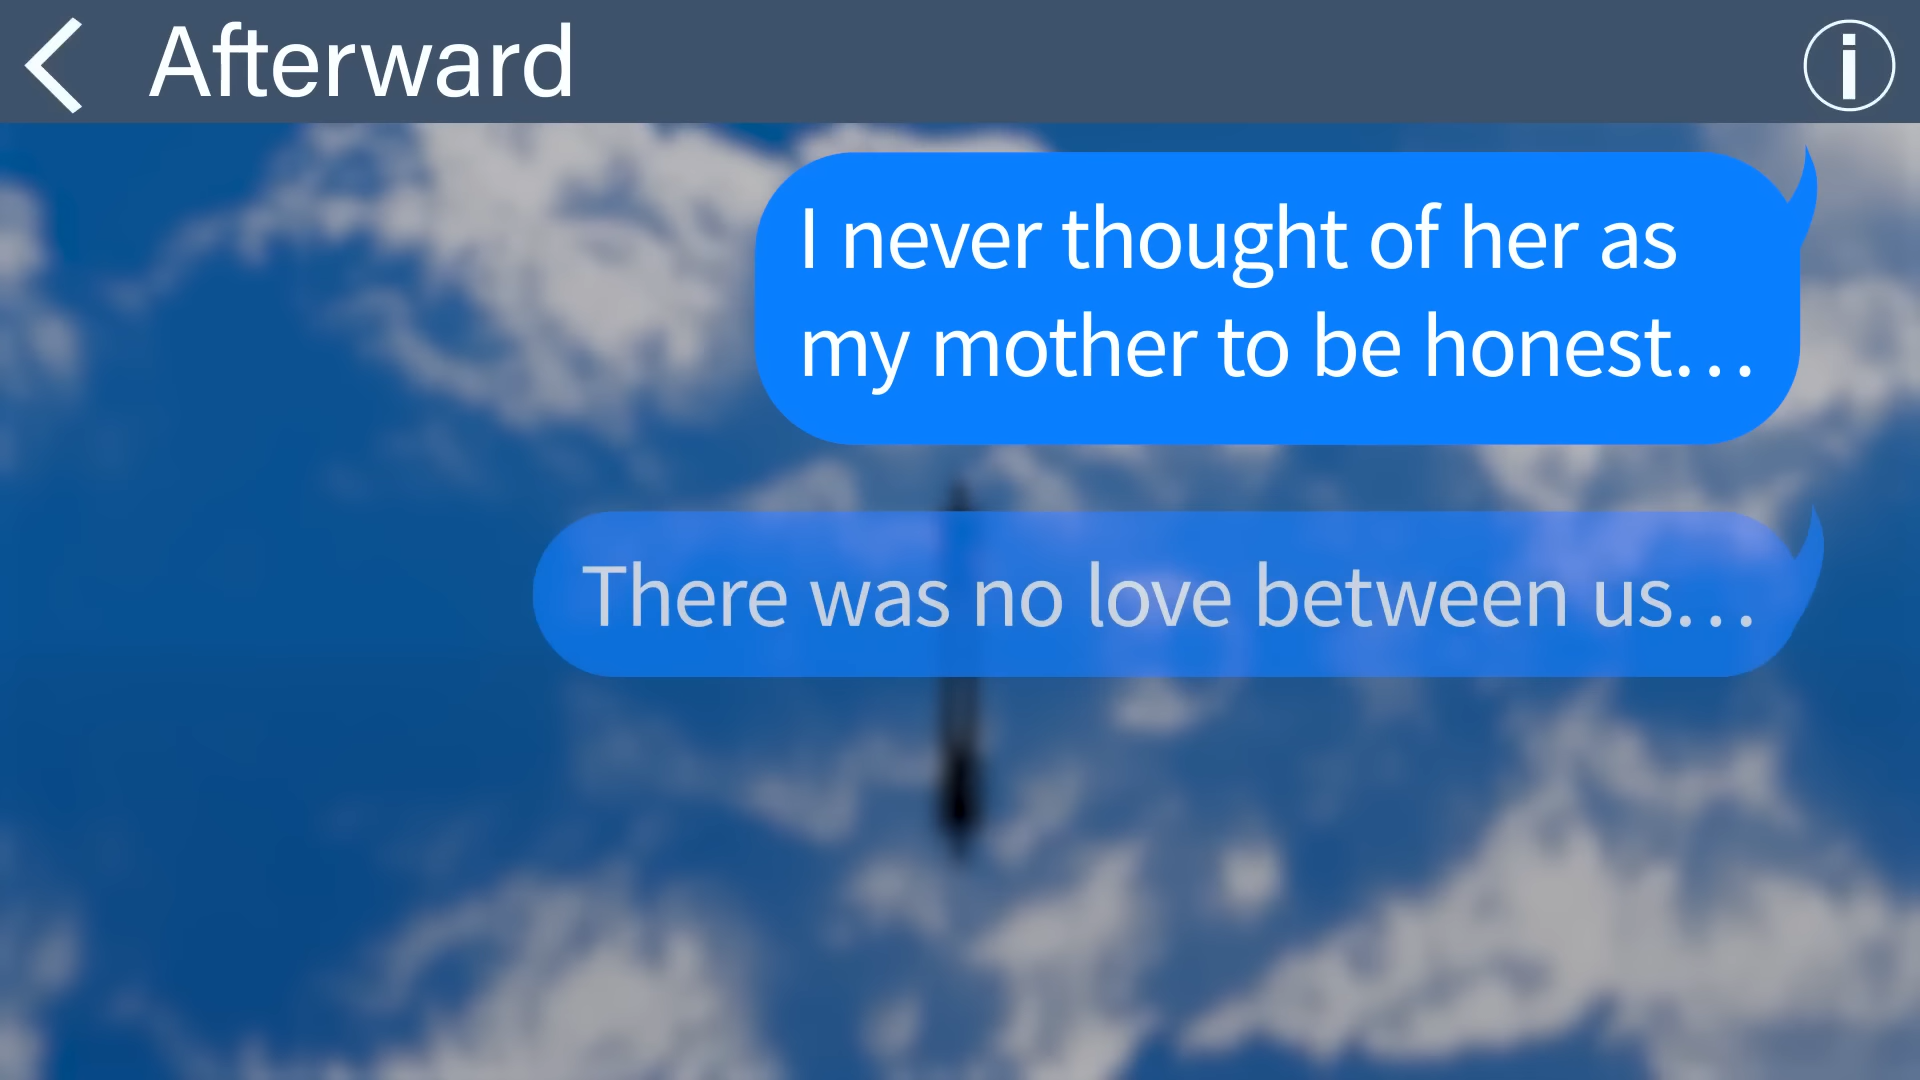 Afterward
I never thought of her as
my mother to be honest…
There was no love between us…